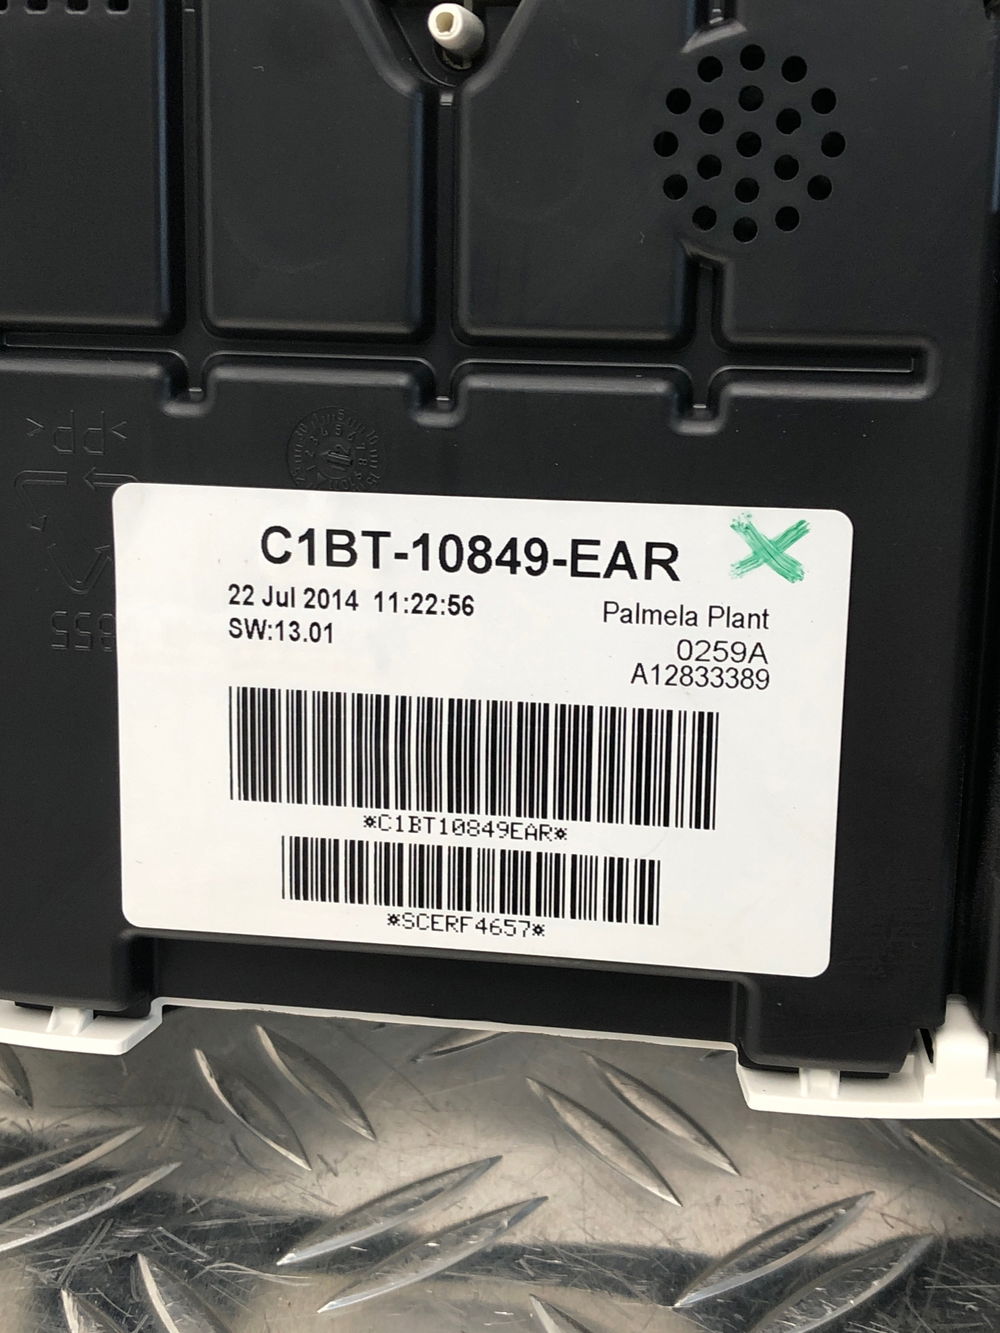 C1BT-10849-EAR
22 Jul 2014 11:22:56
Palmela Plant
SW:13.01
0259A
A12833389
*C1BT10849EAR*
*SCERF4657*